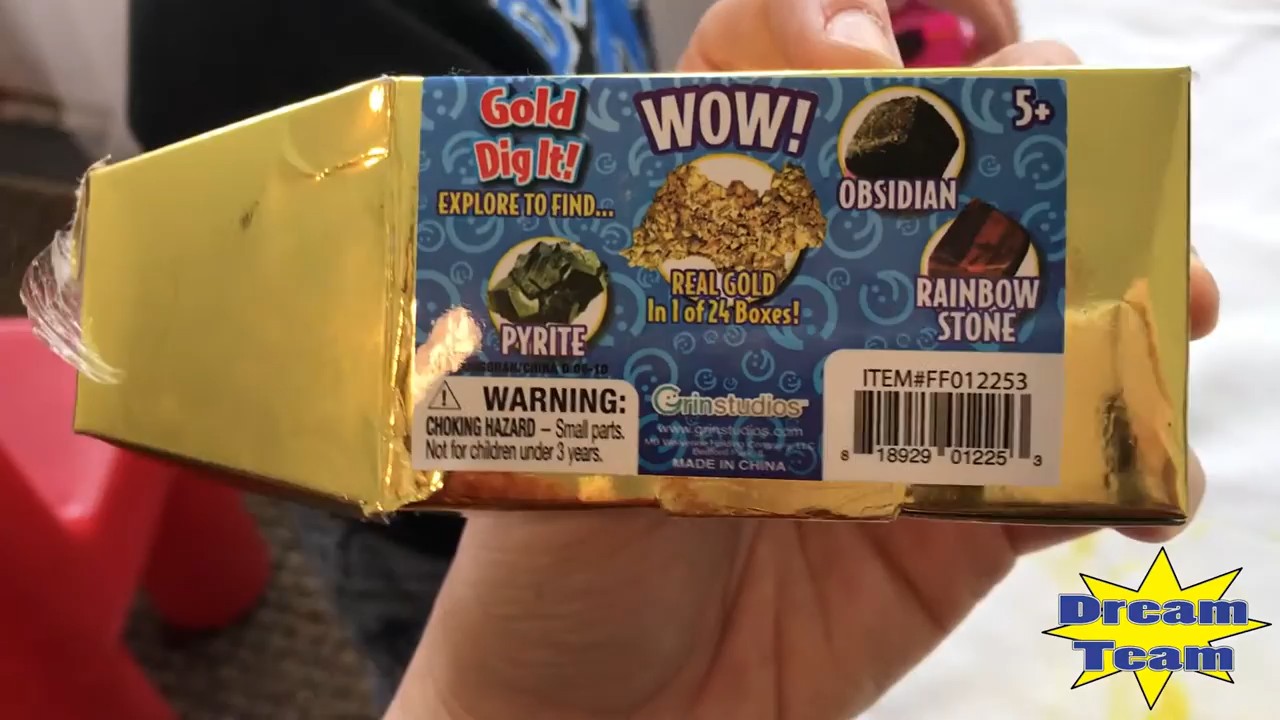 Gold
Dig It!
EXPLORE TO FIND...
WOW!
5+
OBSIDIAN
REAL GOLD
In 1 of 24 Boxes!
RAINBOW
STONE
PYRITE
WARNING:
CHOKING HAZARD – Small parts.
Not for children under 3 years.
Grinstudios
www.grinstudios.com
MADE IN CHINA
ITEM#FF012253
8 18929 01225 3
Dream
Team